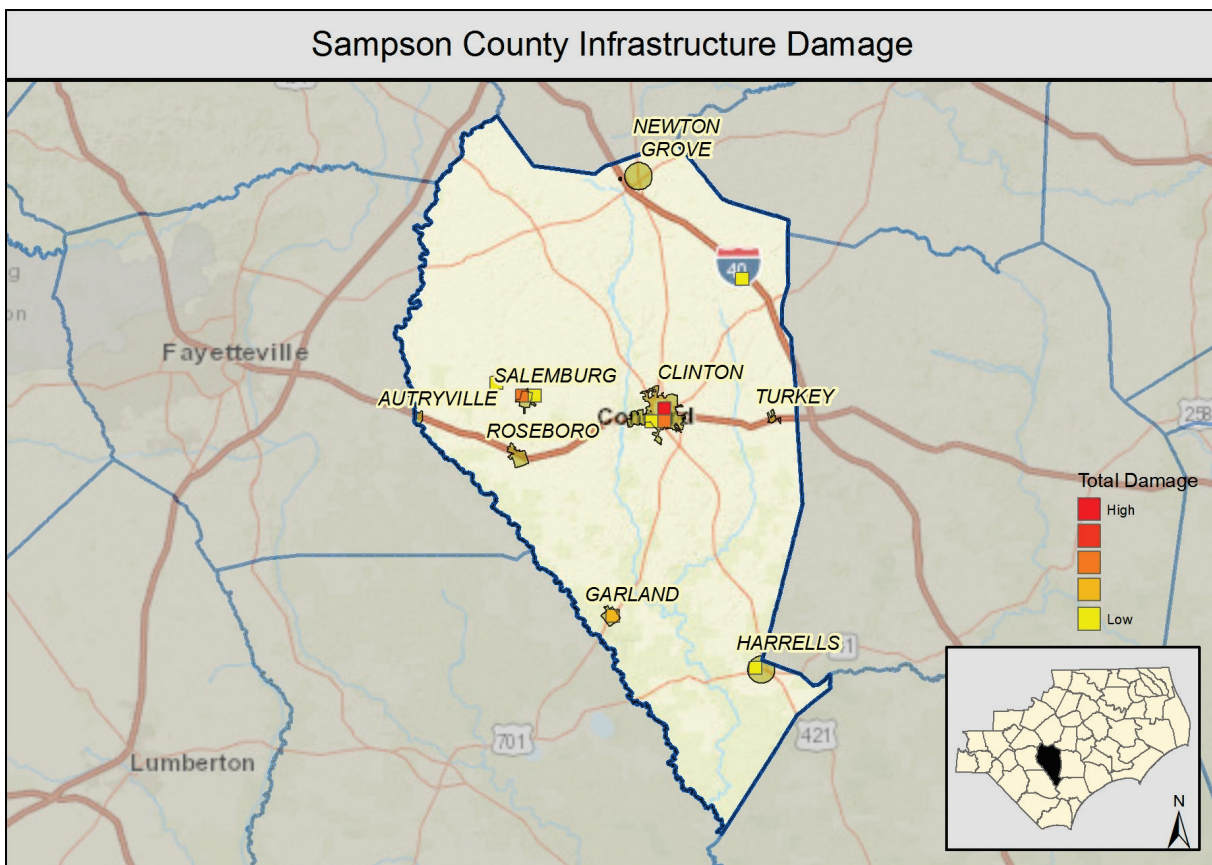 Sampson County Infrastructure Damage
NEWTON
GROVE
40
Fayetteville
SALEMBURG
CLINTON
AUTRYVILLE
TURKEY
ROSEBORO
258
Total Damage
High
Low
GARLAND
HARRELLS
701
421
Lumberton
N